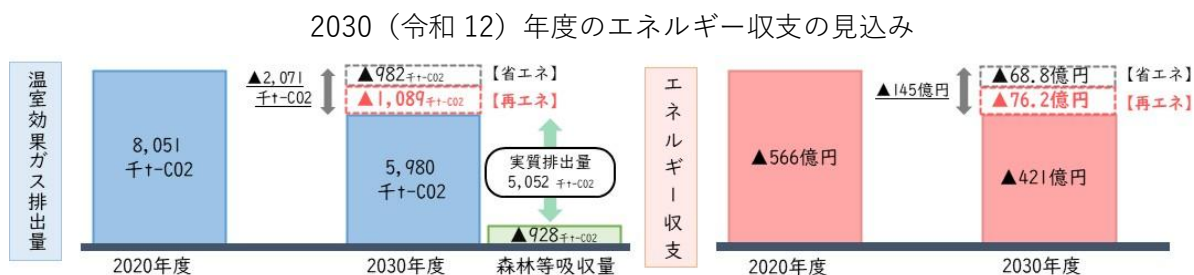 2030（令和 12）年度のエネルギー収支の見込み
温室効果ガス排出量
8,051
千t-CO2
2020年度
▲2,071
千t-CO2
▲982千t-CO2
【省エネ】
▲1,089千t-CO2
【再エネ】
5,980
千t-CO2
2030年度
実質排出量
5,052 千t-CO2
▲928千t-CO2
森林等吸収量
エネルギー収支
▲566億円
2020年度
▲145億円
▲68.8億円
【省エネ】
▲76.2億円
【再エネ】
▲421億円
2030年度